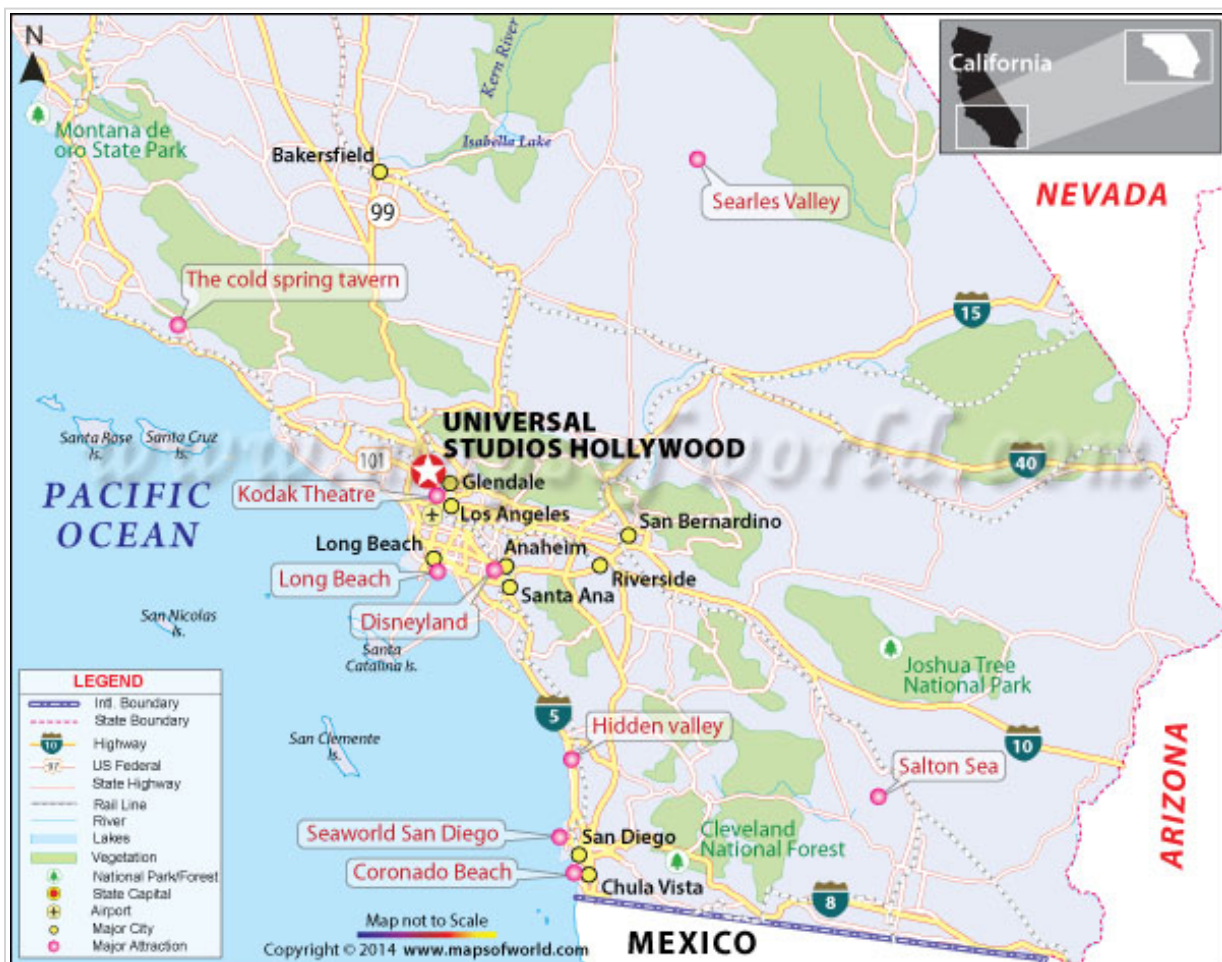 N
California
Montana de
oro State Park
Kern River
Isabella Lake
Bakersfield
99
Searles Valley
NEVADA
The cold spring tavern
15
UNIVERSAL
STUDIOS HOLLYWOOD
www.mapsofworld.com
Santa Rose
Is.
Santa Cruz
Is.
101
40
Kodak Theatre
Glendale
Los Angeles
PACIFIC
OCEAN
San Bernardino
Long Beach
Anaheim
Long Beach
Riverside
Santa Ana
Disneyland
San Nicolas
Is.
Santa
Catalina Is.
Joshua Tree
National Park
LEGEND
Intl. Boundary
State Boundary
10
Highway
97
US Federal
State Highway
Rail Line
River
Lakes
Vegetation
National Park/Forest
State Capital
Airport
Major City
Major Attraction
5
Hidden valley
San Clemente
Is.
10
Salton Sea
ARIZONA
Seaworld San Diego
San Diego
Cleveland
National Forest
Coronado Beach
Chula Vista
8
Map not to Scale
MEXICO
Copyright © 2014 www.mapsofworld.com